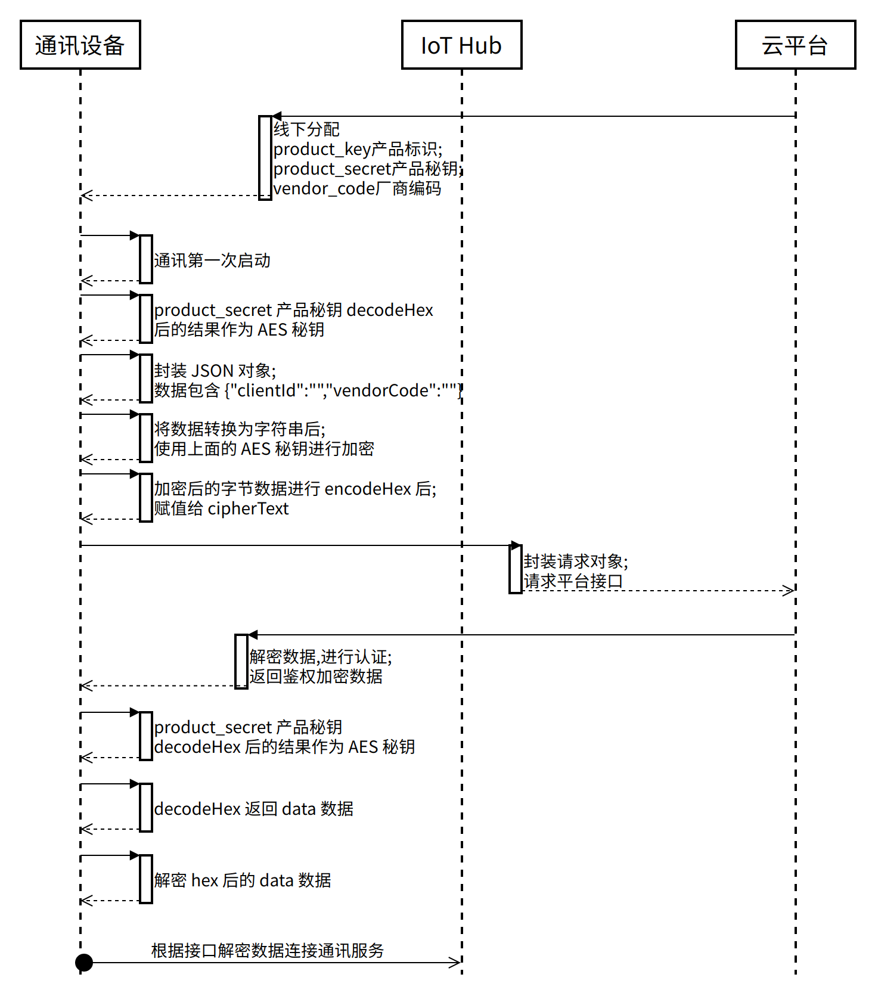 通讯设备
IoT Hub
云平台
线下分配
product_key产品标识;
product_secret产品秘钥;
vendor_code厂商编码
通讯第一次启动
product_secret 产品秘钥 decodeHex
后的结果作为 AES 秘钥
封装 JSON 对象;
数据包含 {"clientId":"","vendorCode":""}
将数据转换为字符串后;
使用上面的 AES 秘钥进行加密
加密后的字节数据进行 encodeHex 后;
赋值给 cipherText
封装请求对象;
请求平台接口
解密数据,进行认证;
返回鉴权加密数据
product_secret 产品秘钥
decodeHex 后的结果作为 AES 秘钥
decodeHex 返回 data 数据
解密 hex 后的 data 数据
根据接口解密数据连接通讯服务